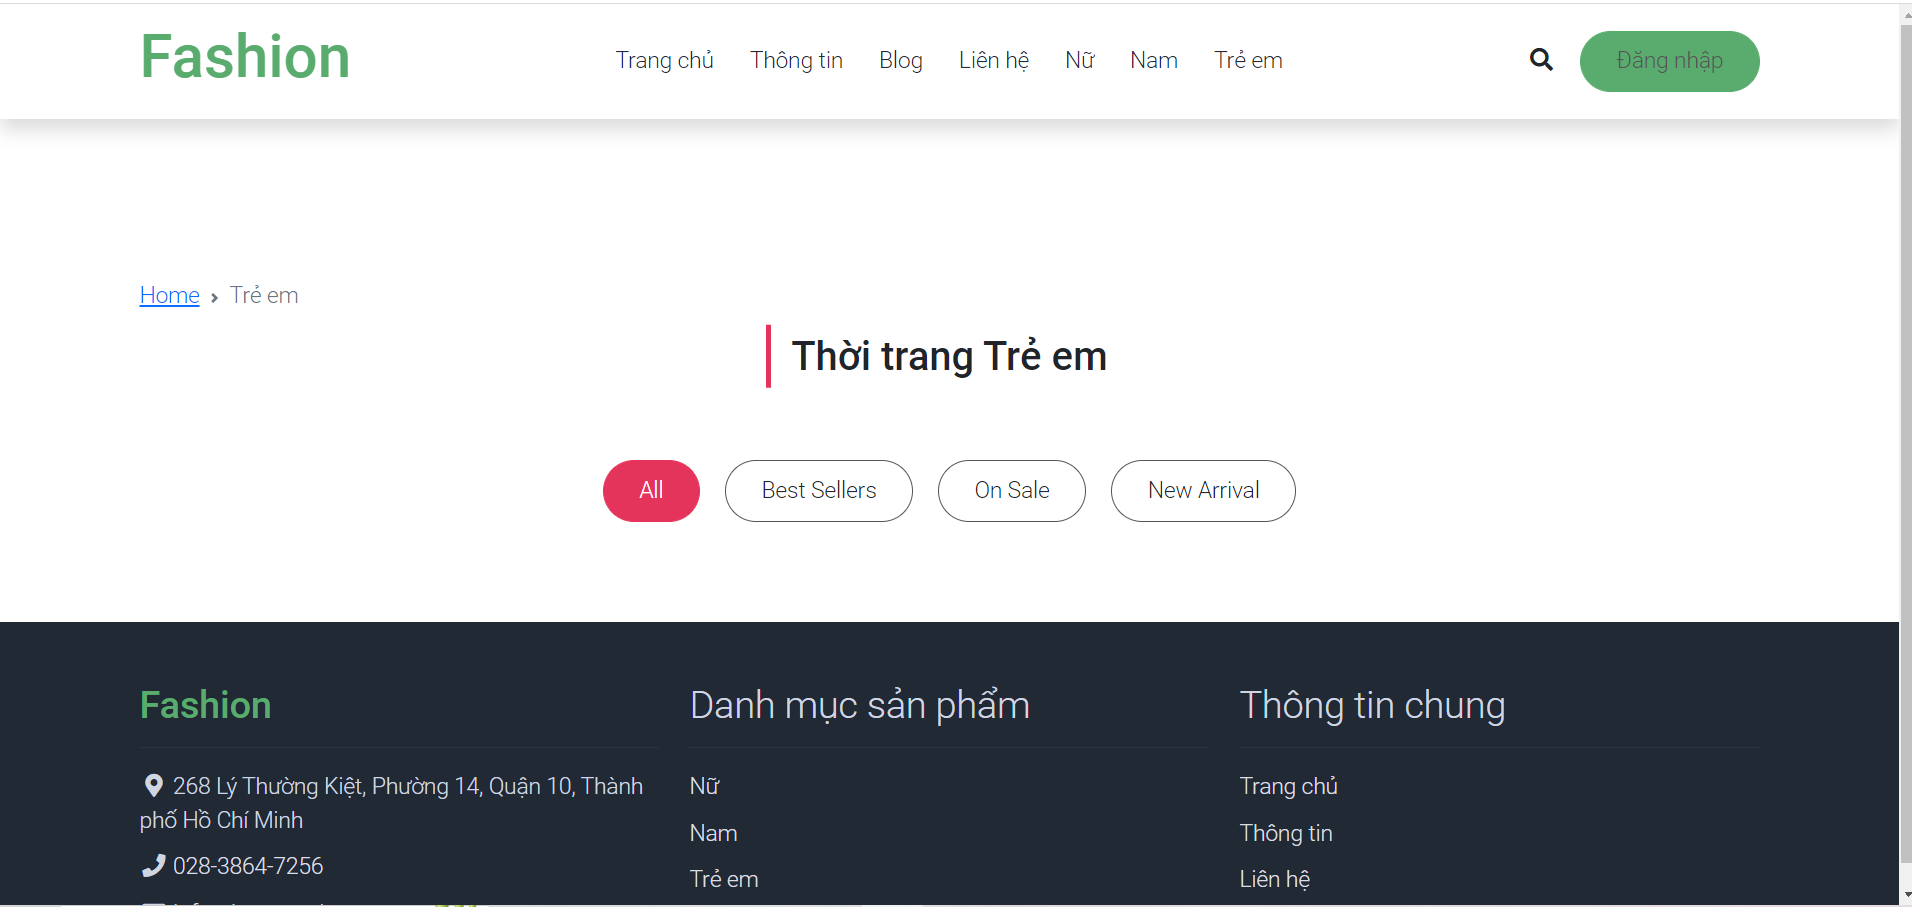 Fashion
Trang chủ Thông tin Blog Liên hệ Nữ Nam Trẻ em
Đăng nhập
Home › Trẻ em
Thời trang Trẻ em
All Best Sellers On Sale New Arrival
Fashion
268 Lý Thường Kiệt, Phường 14, Quận 10, Thành
phố Hồ Chí Minh
028-3864-7256
Danh mục sản phẩm
Nữ
Nam
Trẻ em
Thông tin chung
Trang chủ
Thông tin
Liên hệ